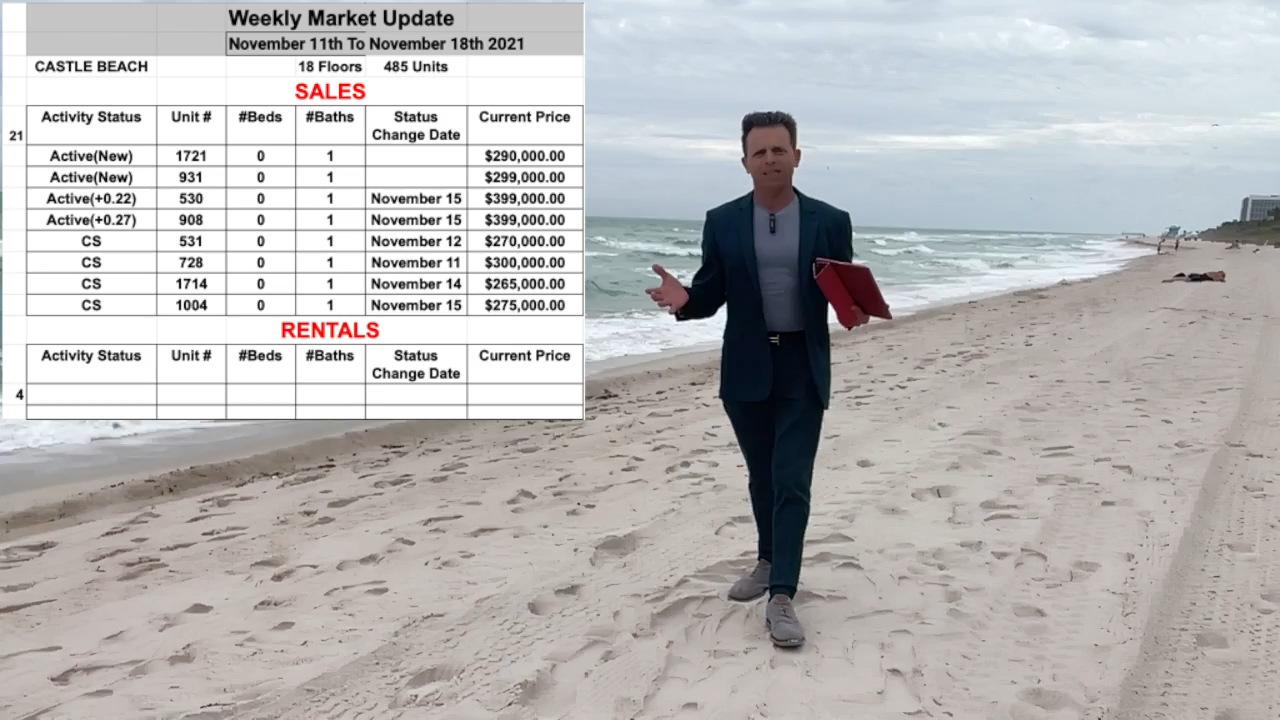 Weekly Market Update
November 11th To November 18th 2021
CASTLE BEACH 18 Floors 485 Units
SALES
21 Activity Status Unit # #Beds #Baths Status Change Date Current Price
Active(New) 1721 0 1 $290,000.00
Active(New) 931 0 1 $299,000.00
Active(+0.22) 530 0 1 November 15 $399,000.00
Active(+0.27) 908 0 1 November 15 $399,000.00
CS 531 0 1 November 12 $270,000.00
CS 728 0 1 November 11 $300,000.00
CS 1714 0 1 November 14 $265,000.00
CS 1004 0 1 November 15 $275,000.00
RENTALS
Activity Status Unit # #Beds #Baths Status Change Date Current Price
4